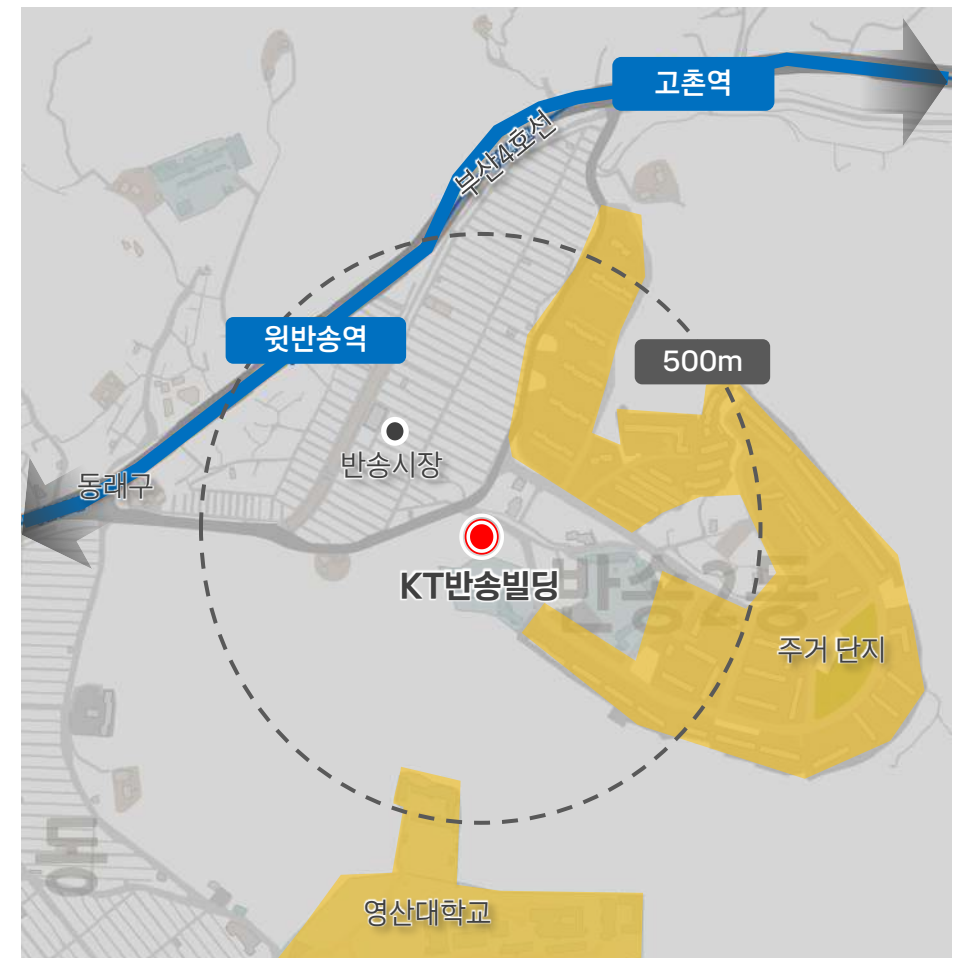 고촌역
부산4호선
윗반송역
500m
반송시장
동래구
KT반송빌딩
반송2동
주거 단지
동
영산대학교